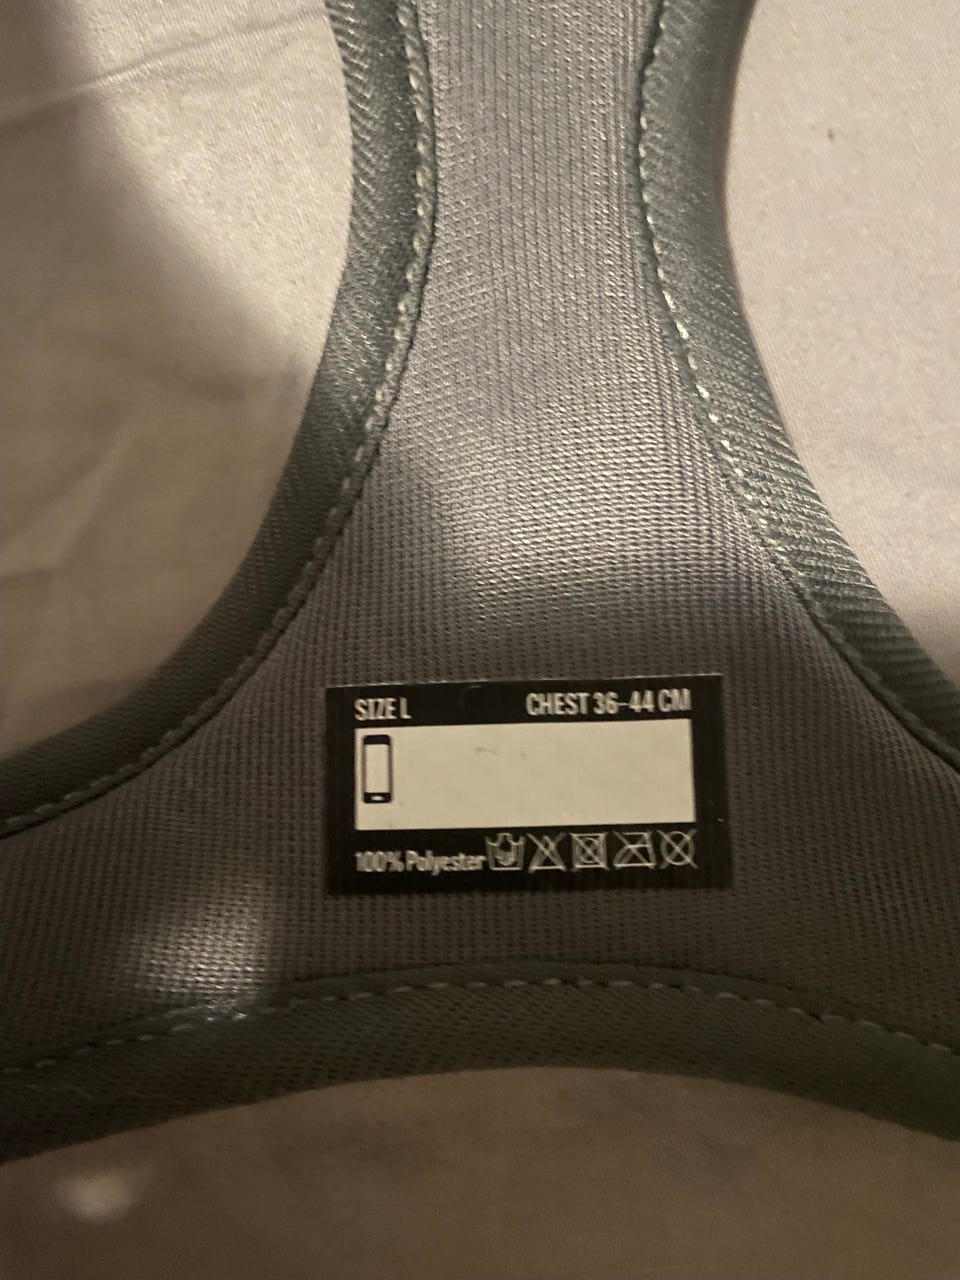 SIZE L CHEST 36-44 CM
100% Polyester